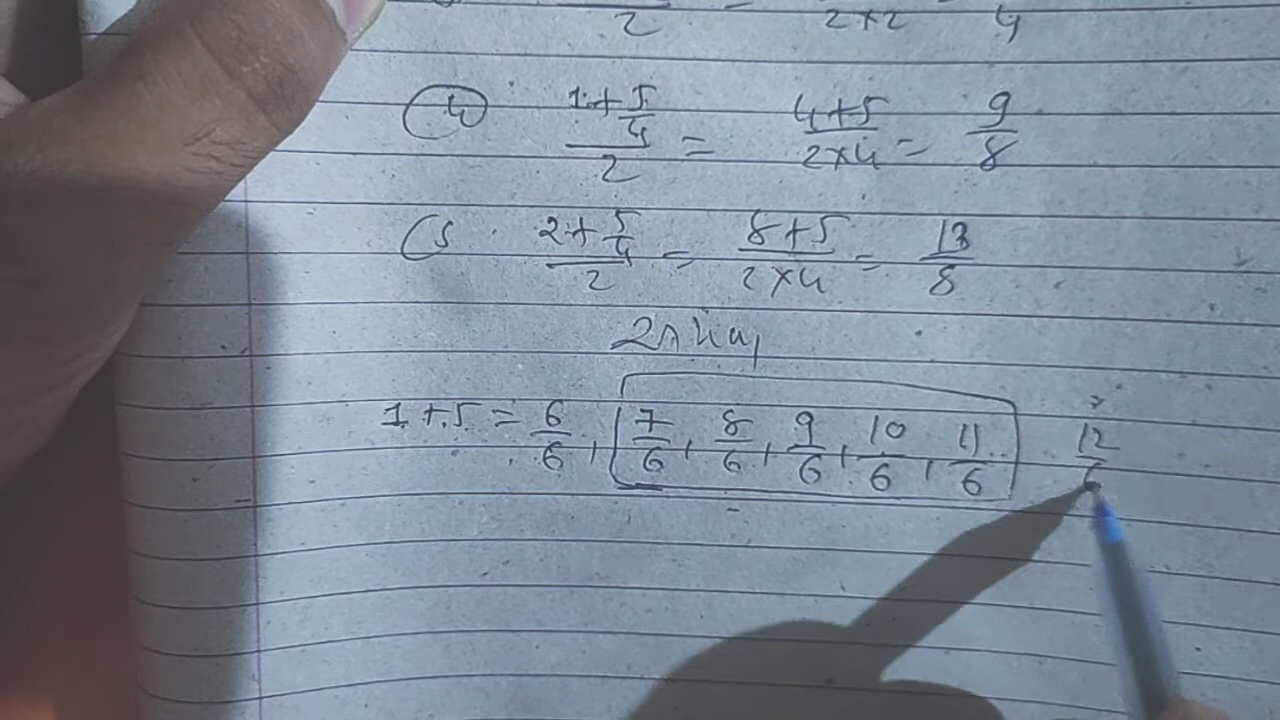 2 = 2×2 4
(4) (1+5/4)/2 = (4+5)/(2×4) = 9/8
(5 (2+5/4)/2 = (8+5)/(2×4) = 13/8
1+5 = 6/6, 7/6, 8/6, 9/6, 10/6, 11/6 12/6